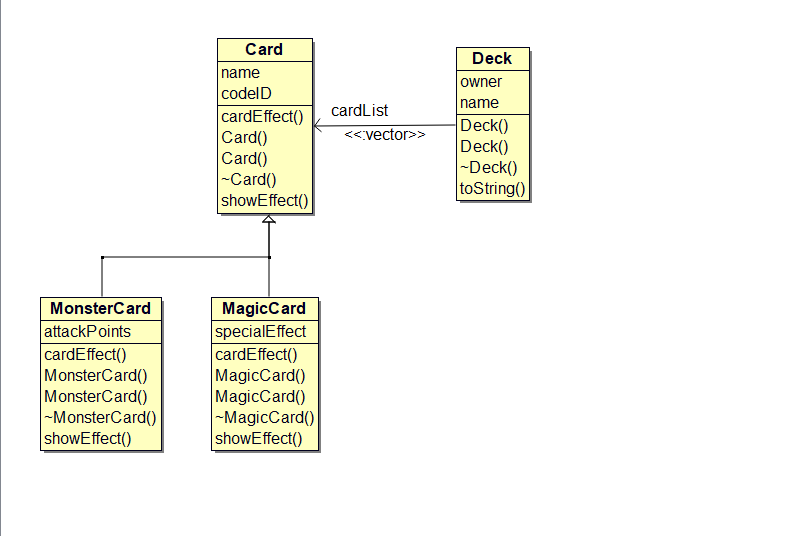 Card
name
codeID
cardEffect()
Card()
Card()
~Card()
showEffect()
cardList
<<:vector>>
Deck
owner
name
Deck()
Deck()
~Deck()
toString()
MonsterCard
attackPoints
cardEffect()
MonsterCard()
MonsterCard()
~MonsterCard()
showEffect()
MagicCard
specialEffect
cardEffect()
MagicCard()
MagicCard()
~MagicCard()
showEffect()